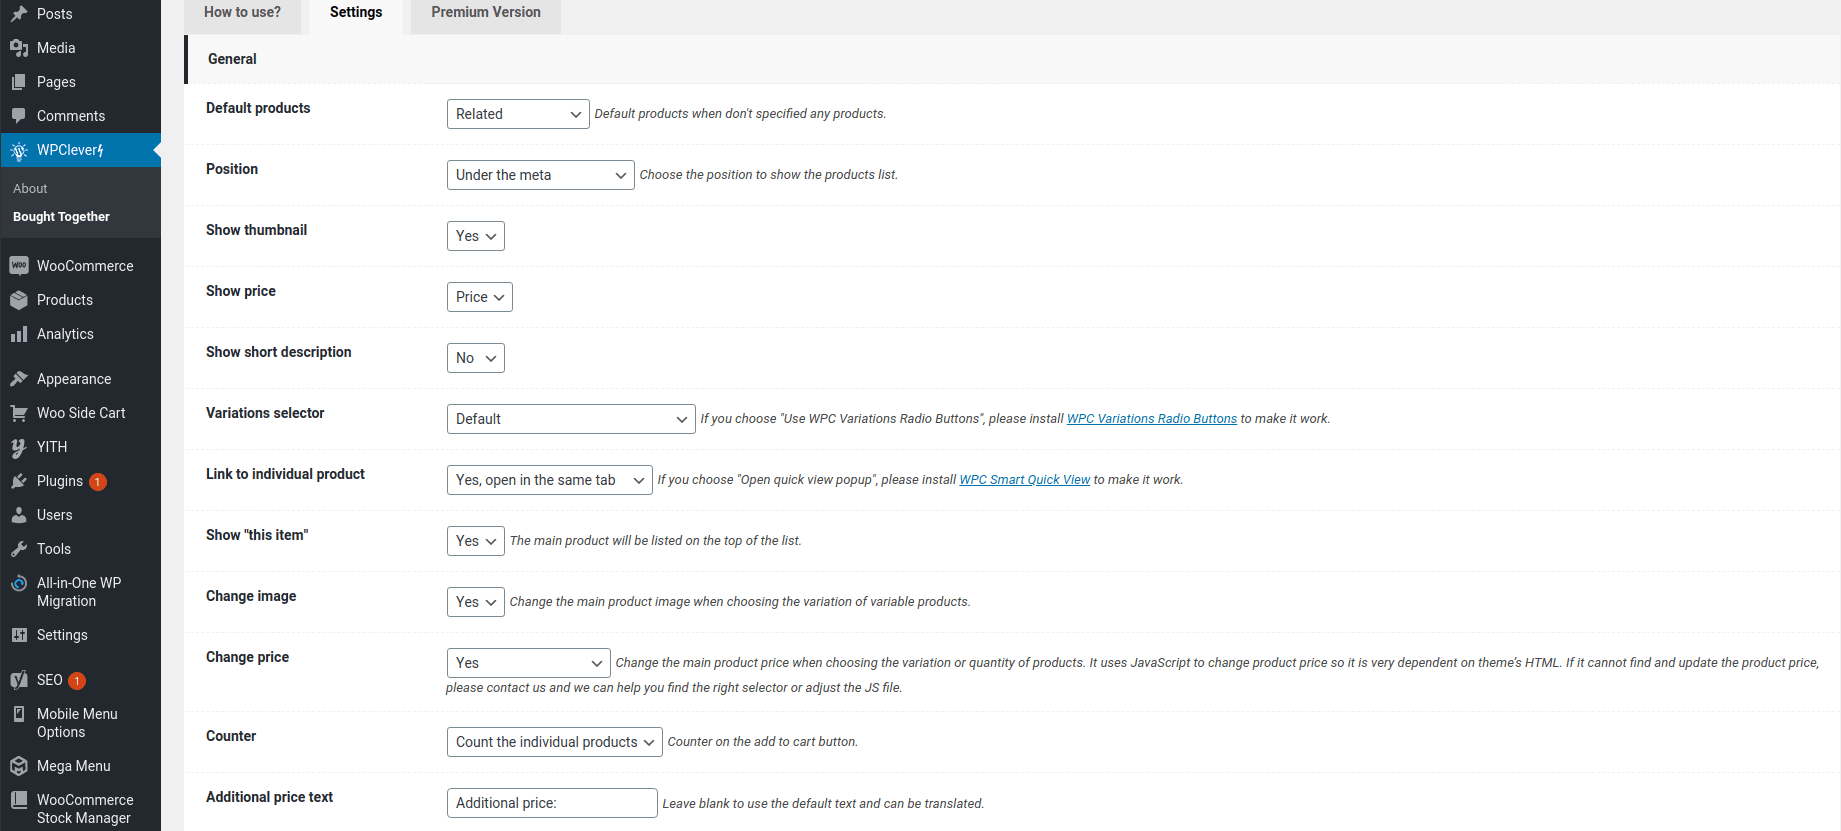 Posts
Media
Pages
Comments
WPClever
About
Bought Together
WooCommerce
Products
Analytics
Appearance
Woo Side Cart
YITH
Plugins 1
Users
Tools
All-in-One WP
Migration
Settings
SEO 1
Mobile Menu
Options
Mega Menu
WooCommerce
Stock Manager
How to use? Settings Premium Version
General
Default products Related Default products when don't specified any products.
Position Under the meta Choose the position to show the products list.
Show thumbnail Yes
Show price Price
Show short description No
Variations selector Default If you choose "Use WPC Variations Radio Buttons", please install WPC Variations Radio Buttons to make it work.
Link to individual product Yes, open in the same tab If you choose "Open quick view popup", please install WPC Smart Quick View to make it work.
Show "this item" Yes The main product will be listed on the top of the list.
Change image Yes Change the main product image when choosing the variation of variable products.
Change price Yes Change the main product price when choosing the variation or quantity of products. It uses JavaScript to change product price so it is very dependent on theme's HTML. If it cannot find and update the product price,
please contact us and we can help you find the right selector or adjust the JS file.
Counter Count the individual products Counter on the add to cart button.
Additional price text Additional price: Leave blank to use the default text and can be translated.